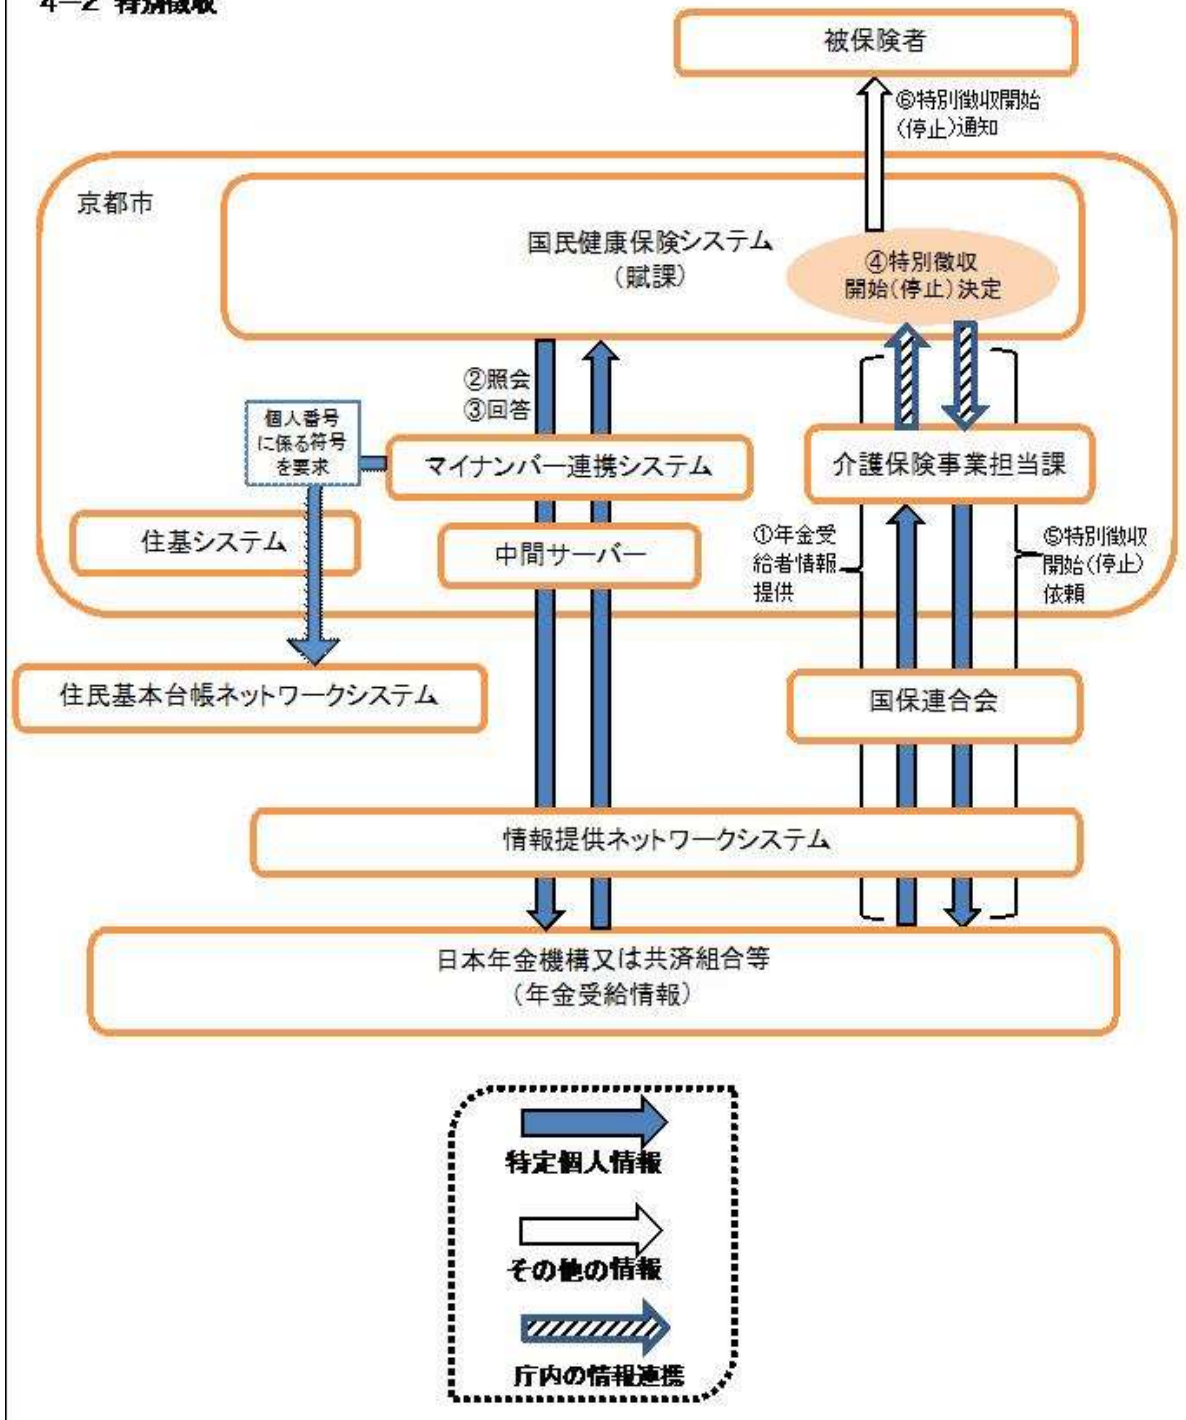 4－2 特別徴収
被保険者
⑥特別徴収開始
（停止）通知
京都市
国民健康保険システム
（賦課）
④特別徴収
開始（停止）決定
②照会
③回答
個人番号
に係る符号
を要求
マイナンバー連携システム
介護保険事業担当課
住基システム
中間サーバー
①年金受
給者情報
提供
⑤特別徴収
開始（停止）
依頼
住民基本台帳ネットワークシステム
国保連合会
情報提供ネットワークシステム
日本年金機構又は共済組合等
（年金受給情報）
特定個人情報
その他の情報
庁内の情報連携